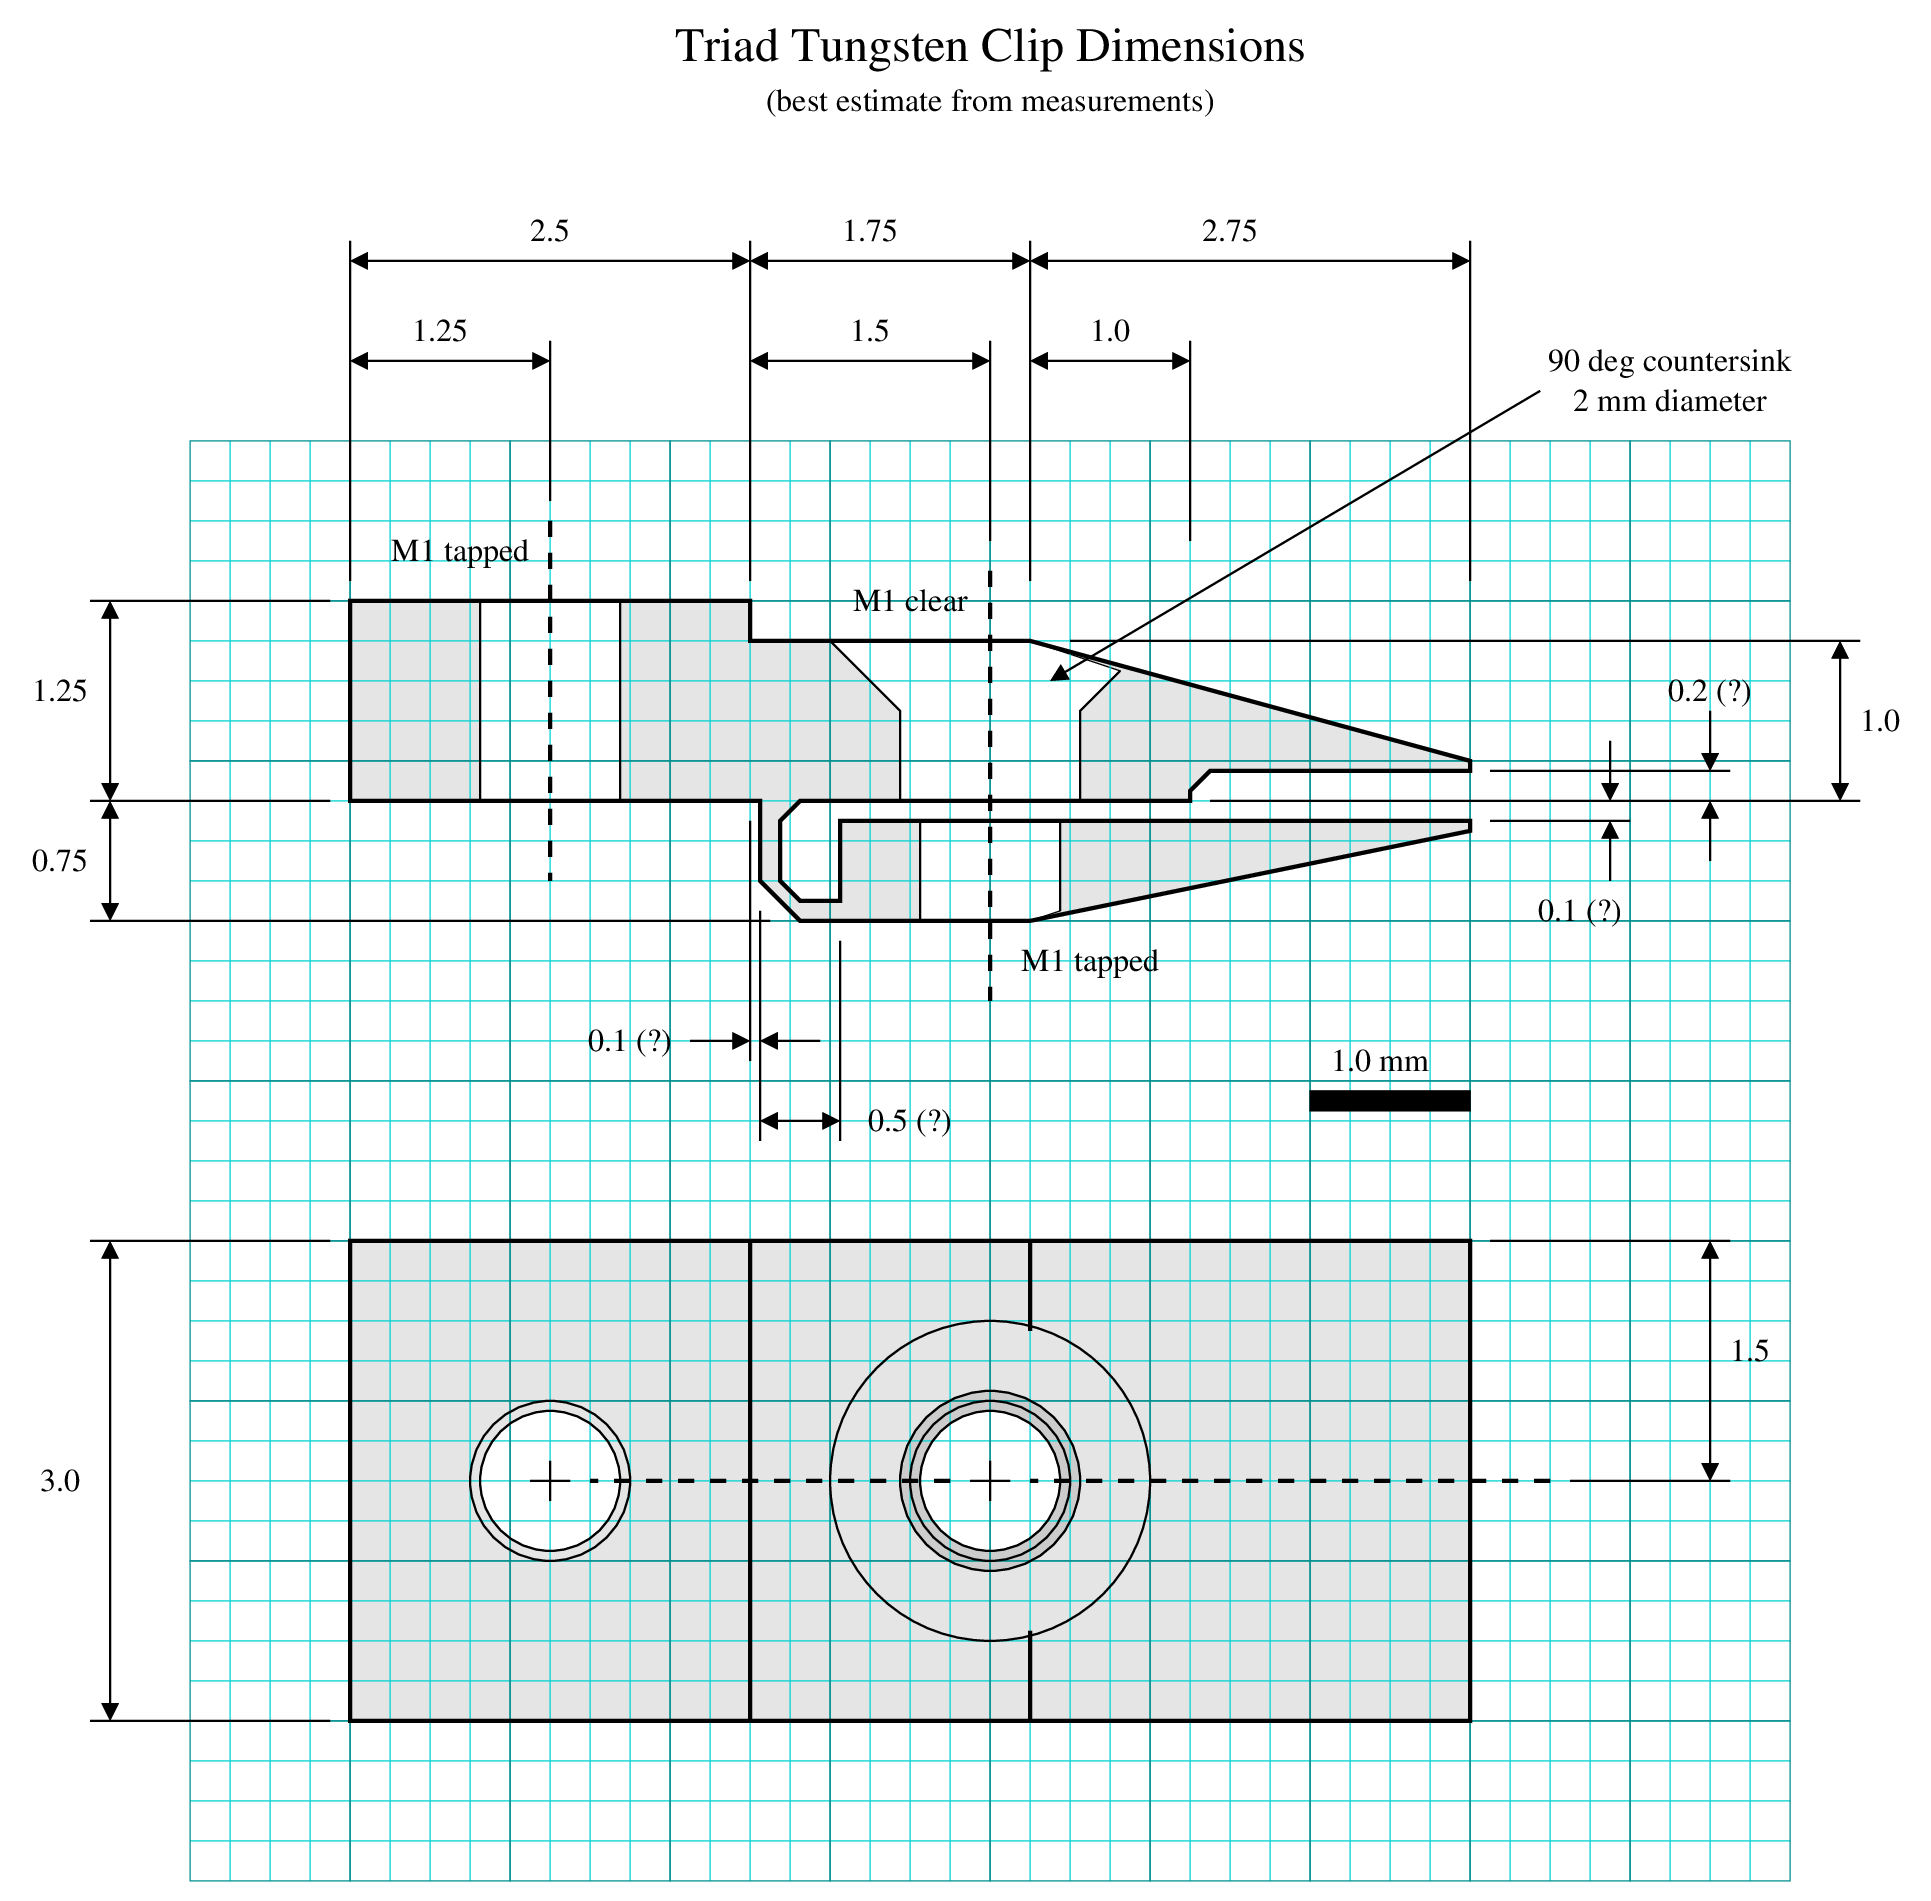 Triad Tungsten Clip Dimensions
(best estimate from measurements)
2.5
1.75
2.75
1.25
1.5
1.0
90 deg countersink
2 mm diameter
M1 tapped
M1 clear
1.25
0.2 (?)
1.0
0.75
0.1 (?)
M1 tapped
0.1 (?)
1.0 mm
0.5 (?)
1.5
3.0